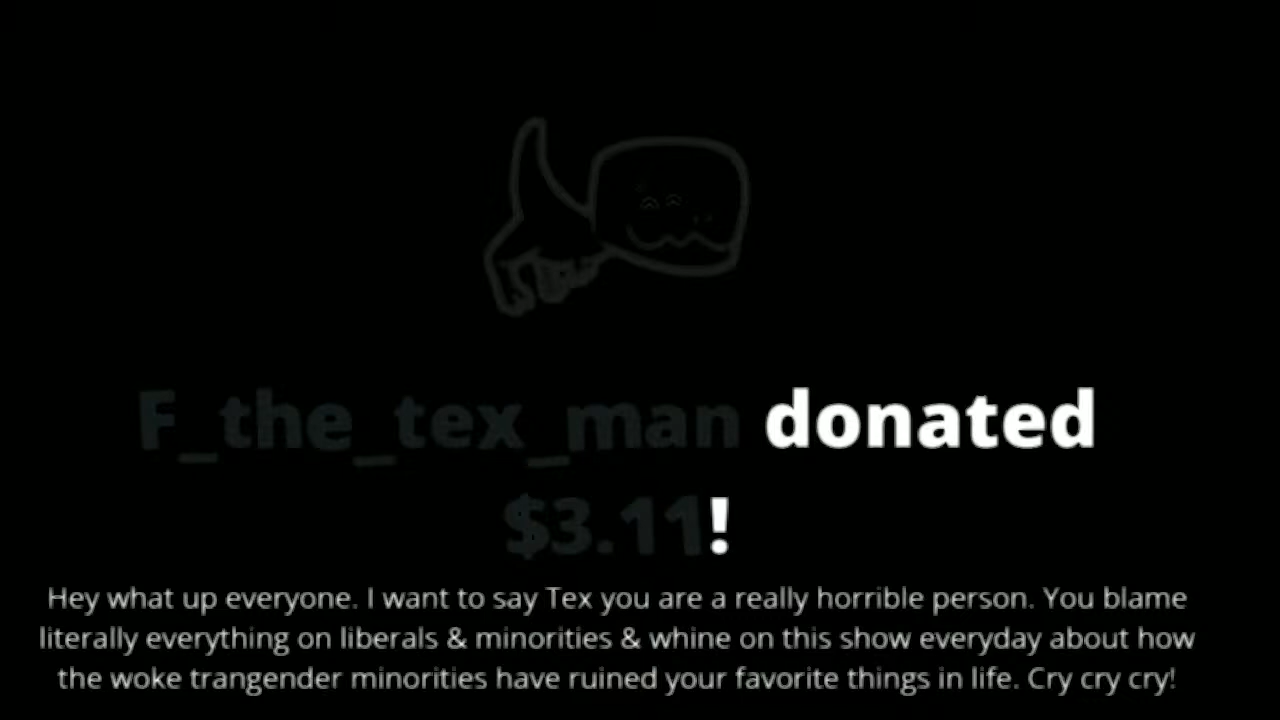 F_the_tex_man donated
$3.11!
Hey what up everyone. I want to say Tex you are a really horrible person. You blame
literally everything on liberals & minorities & whine on this show everyday about how
the woke trangender minorities have ruined your favorite things in life. Cry cry cry!